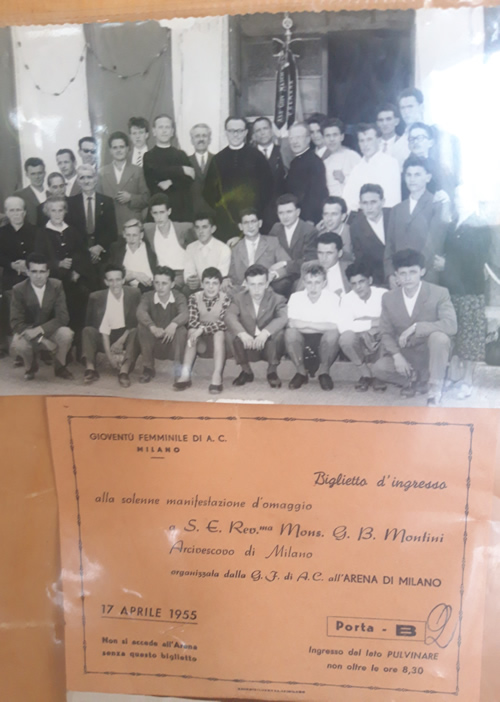 GIOVENTÙ FEMMINILE DI A. C.
MILANO
Biglietto d'ingresso
alla solenne manifestazione d'omaggio
a S. E. Rev.ma Mons. G. B. Montini
Arcivescovo di Milano
organizzata dalla G. F. di A. C. all'ARENA DI MILANO
17 APRILE 1955
Non si accede all'Arena
senza questo biglietto
Porta - B 2
Ingresso dal lato PULVINARE
non oltre le ore 8,30